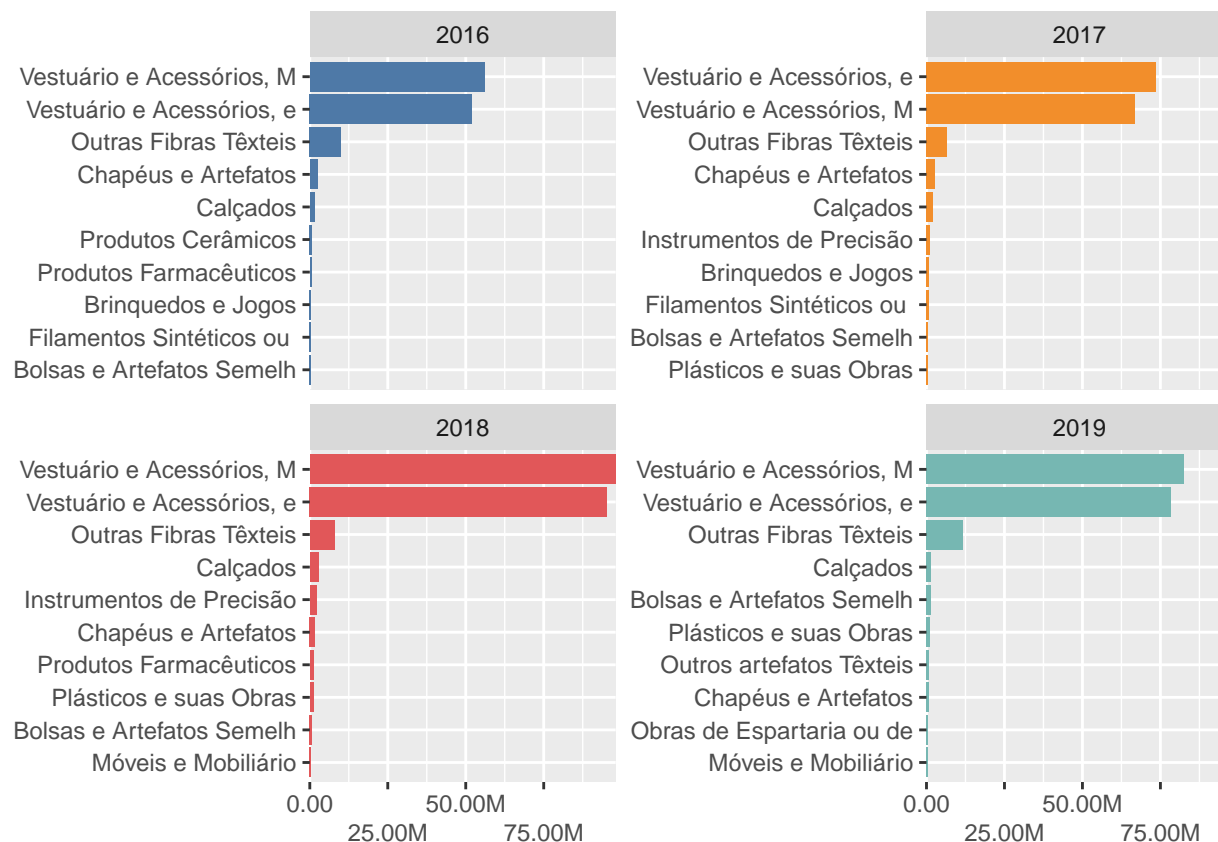 2016
Vestuário e Acessórios, M
Vestuário e Acessórios, e
Outras Fibras Têxteis
Chapéus e Artefatos
Calçados
Produtos Cerâmicos
Produtos Farmacêuticos
Brinquedos e Jogos
Filamentos Sintéticos ou
Bolsas e Artefatos Semelh
2017
Vestuário e Acessórios, e
Vestuário e Acessórios, M
Outras Fibras Têxteis
Chapéus e Artefatos
Calçados
Instrumentos de Precisão
Brinquedos e Jogos
Filamentos Sintéticos ou
Bolsas e Artefatos Semelh
Plásticos e suas Obras
2018
Vestuário e Acessórios, M
Vestuário e Acessórios, e
Outras Fibras Têxteis
Calçados
Instrumentos de Precisão
Chapéus e Artefatos
Produtos Farmacêuticos
Plásticos e suas Obras
Bolsas e Artefatos Semelh
Móveis e Mobiliário
0.00 50.00M
25.00M 75.00M
2019
Vestuário e Acessórios, M
Vestuário e Acessórios, e
Outras Fibras Têxteis
Calçados
Bolsas e Artefatos Semelh
Plásticos e suas Obras
Outros artefatos Têxteis
Chapéus e Artefatos
Obras de Espartaria ou de
Móveis e Mobiliário
0.00 50.00M
25.00M 75.00M